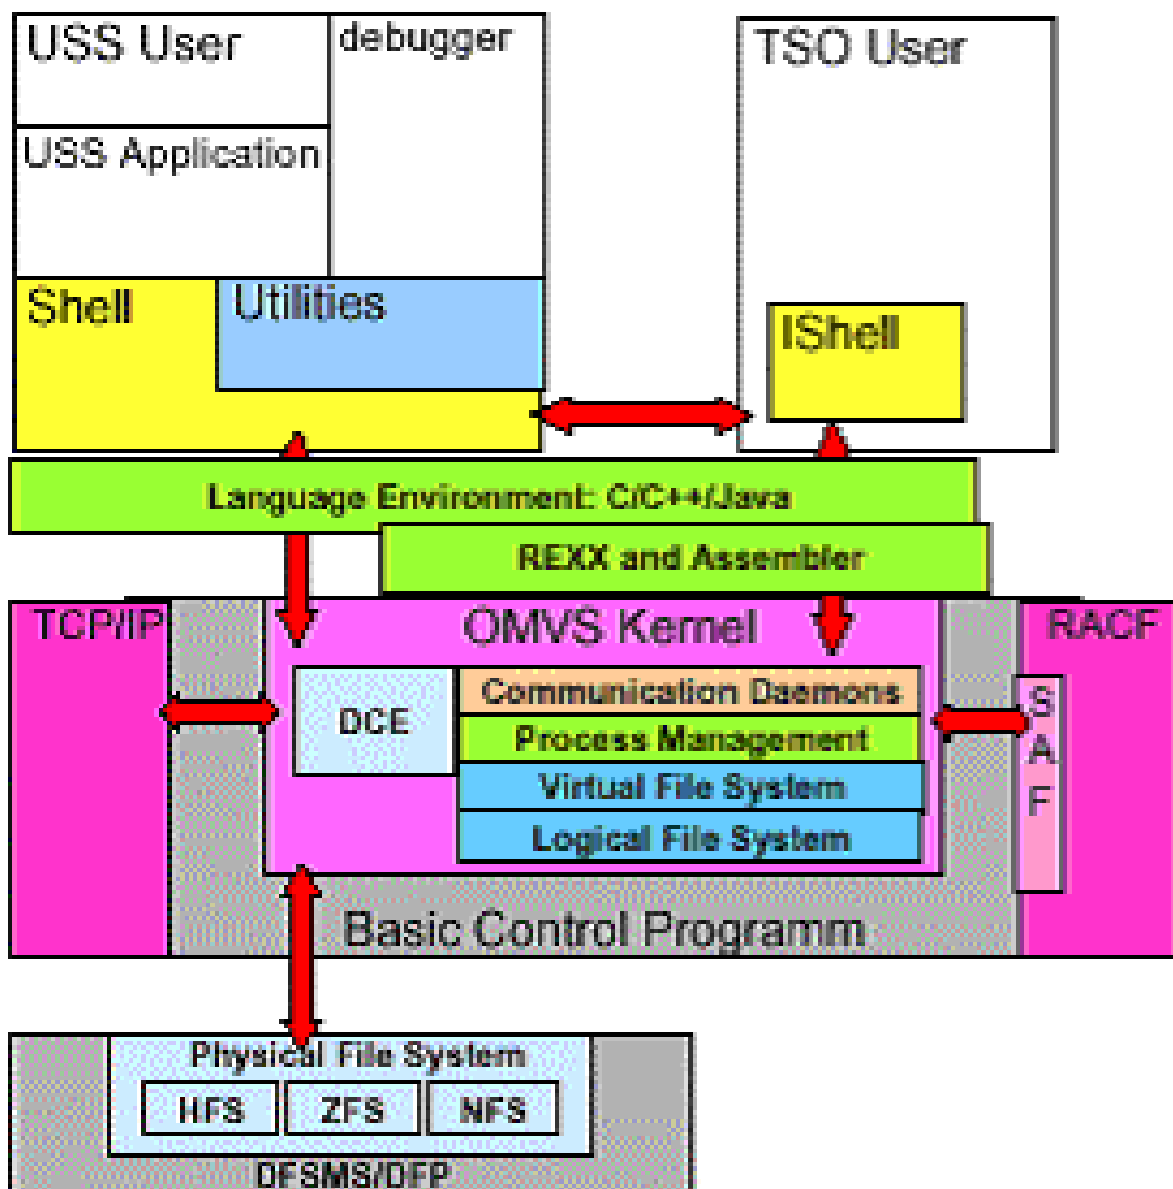 USS User
debugger
TSO User
USS Application
Shell
Utilities
IShell
Language Environment: C/C++/Java
REXX and Assembler
TCP/IP
OMVS Kernel
RACF
DCE
Communication Daemons
Process Management
Virtual File System
Logical File System
S
A
F
Basic Control Programm
Physical File System
HFS
ZFS
NFS
DFSMS/DFP